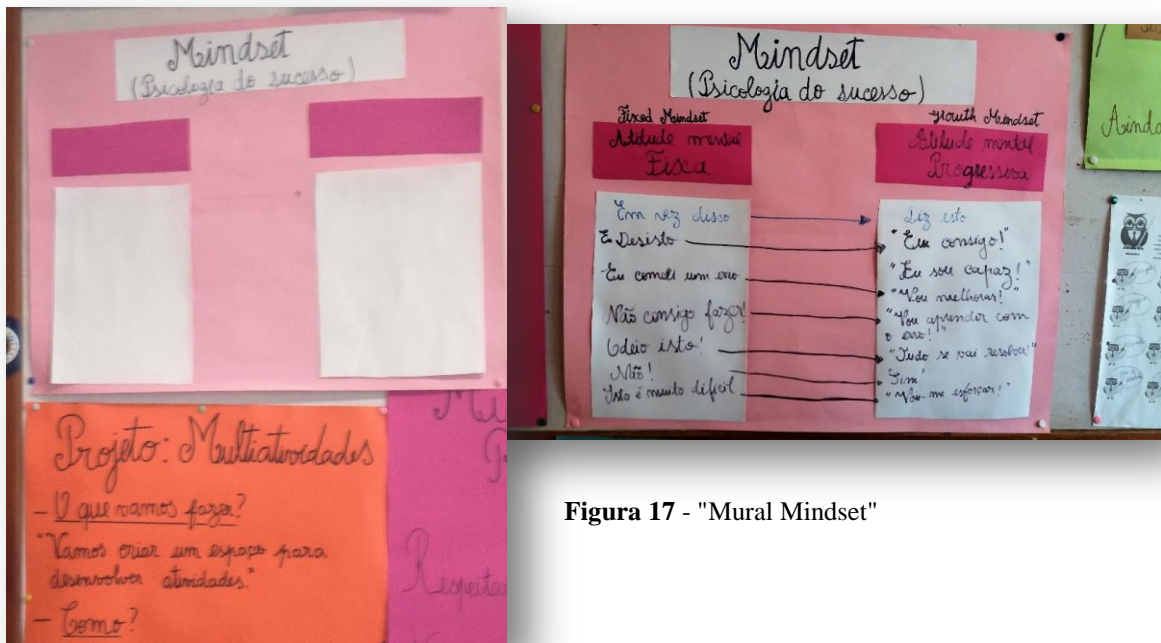 Mindset
(Psicologia do sucesso)
Projeto: Multiatividades
- O que vamos fazer?
"Vamos criar um espaço para
desenvolver atividades."
- Como?
Respeitar
Mindset
(Psicologia do sucesso)
Fixed Mindset
Atitude mental
Fixa
Em vez disso
Desisto
Eu cometi um erro
Não consigo fazer!
Odeio isto!
Não!
Isto é muito difícil
growth Mindset
Atitude mental
Progressiva
diz isto
"Eu consigo!"
"Eu sou capaz!"
"Vou melhorar!"
"Vou aprender com
o erro!"
"Tudo se vai resolver!"
Sim!
"Vou-me esforçar!"
Ainda
Figura 17 - "Mural Mindset"